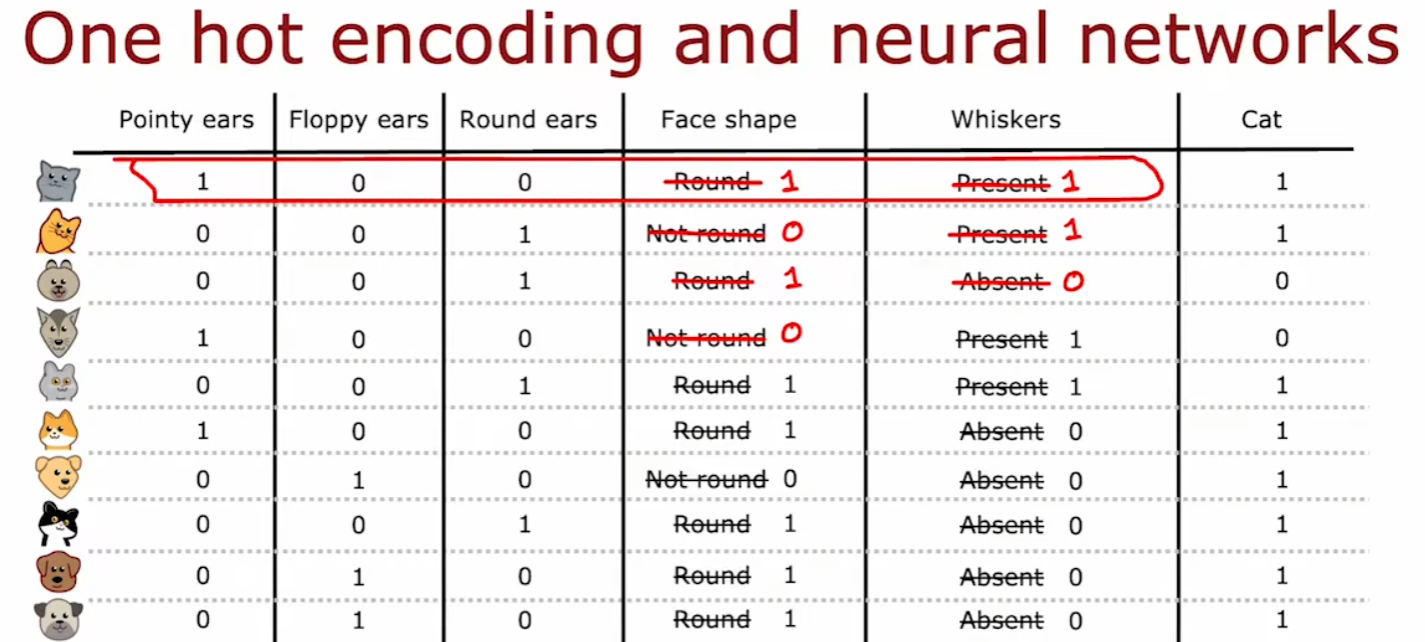 One hot encoding and neural networks
Pointy ears Floppy ears Round ears Face shape Whiskers Cat
1 0 0 Round 1 Present 1 1
0 0 1 Not round 0 Present 1 1
0 0 1 Round 1 Absent 0 0
1 0 0 Not round 0 Present 1 0
0 0 1 Round 1 Present 1 1
1 0 0 Round 1 Absent 0 1
0 1 0 Not round 0 Absent 0 1
0 0 1 Round 1 Absent 0 1
0 1 0 Round 1 Absent 0 1
0 1 0 Round 1 Absent 0 1